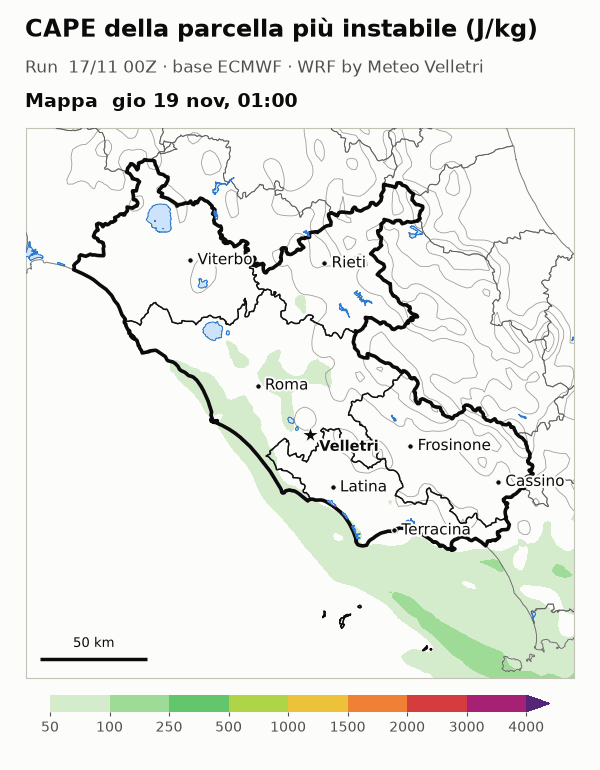 CAPE della parcella più instabile (J/kg)
Run 17/11 00Z · base ECMWF · WRF by Meteo Velletri
Mappa gio 19 nov, 01:00
Viterbo
Rieti
Roma
Velletri
Frosinone
Latina
Cassino
Terracina
50 km
50 100 250 500 1000 1500 2000 3000 4000